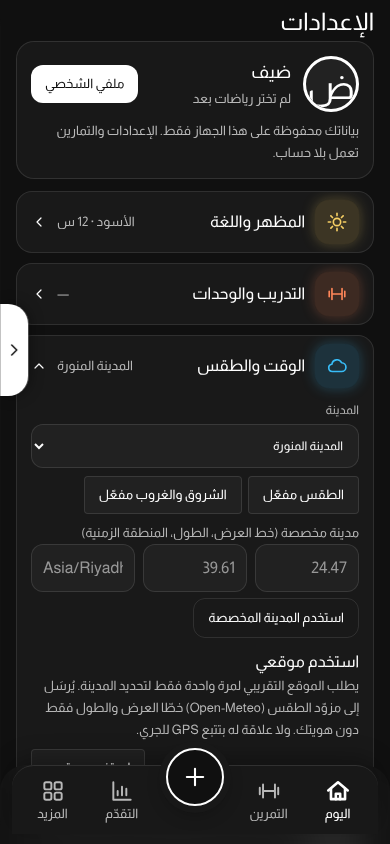 الإعدادات
ض
ضيف
لم تختر رياضات بعد
ملفي الشخصي
بياناتك محفوظة على هذا الجهاز فقط. الإعدادات والتمارين
تعمل بلا حساب.
المظهر واللغة
الأسود · 12 س
التدريب والوحدات
—
الوقت والطقس
المدينة المنورة
المدينة
المدينة المنورة
الطقس مفعّل
الشروق والغروب مفعّل
مدينة مخصصة (خط العرض، الطول، المنطقة الزمنية)
24.47
39.61
Asia/Riyadh
استخدم المدينة المخصصة
استخدم موقعي
يطلب الموقع التقريبي لمرة واحدة فقط لتحديد المدينة. يُرسَل
إلى مزوّد الطقس (Open-Meteo) خطّا العرض والطول فقط
دون هويتك. ولا علاقة له بتتبع GPS للجري.
اليوم
التمرين
التقدّم
المزيد